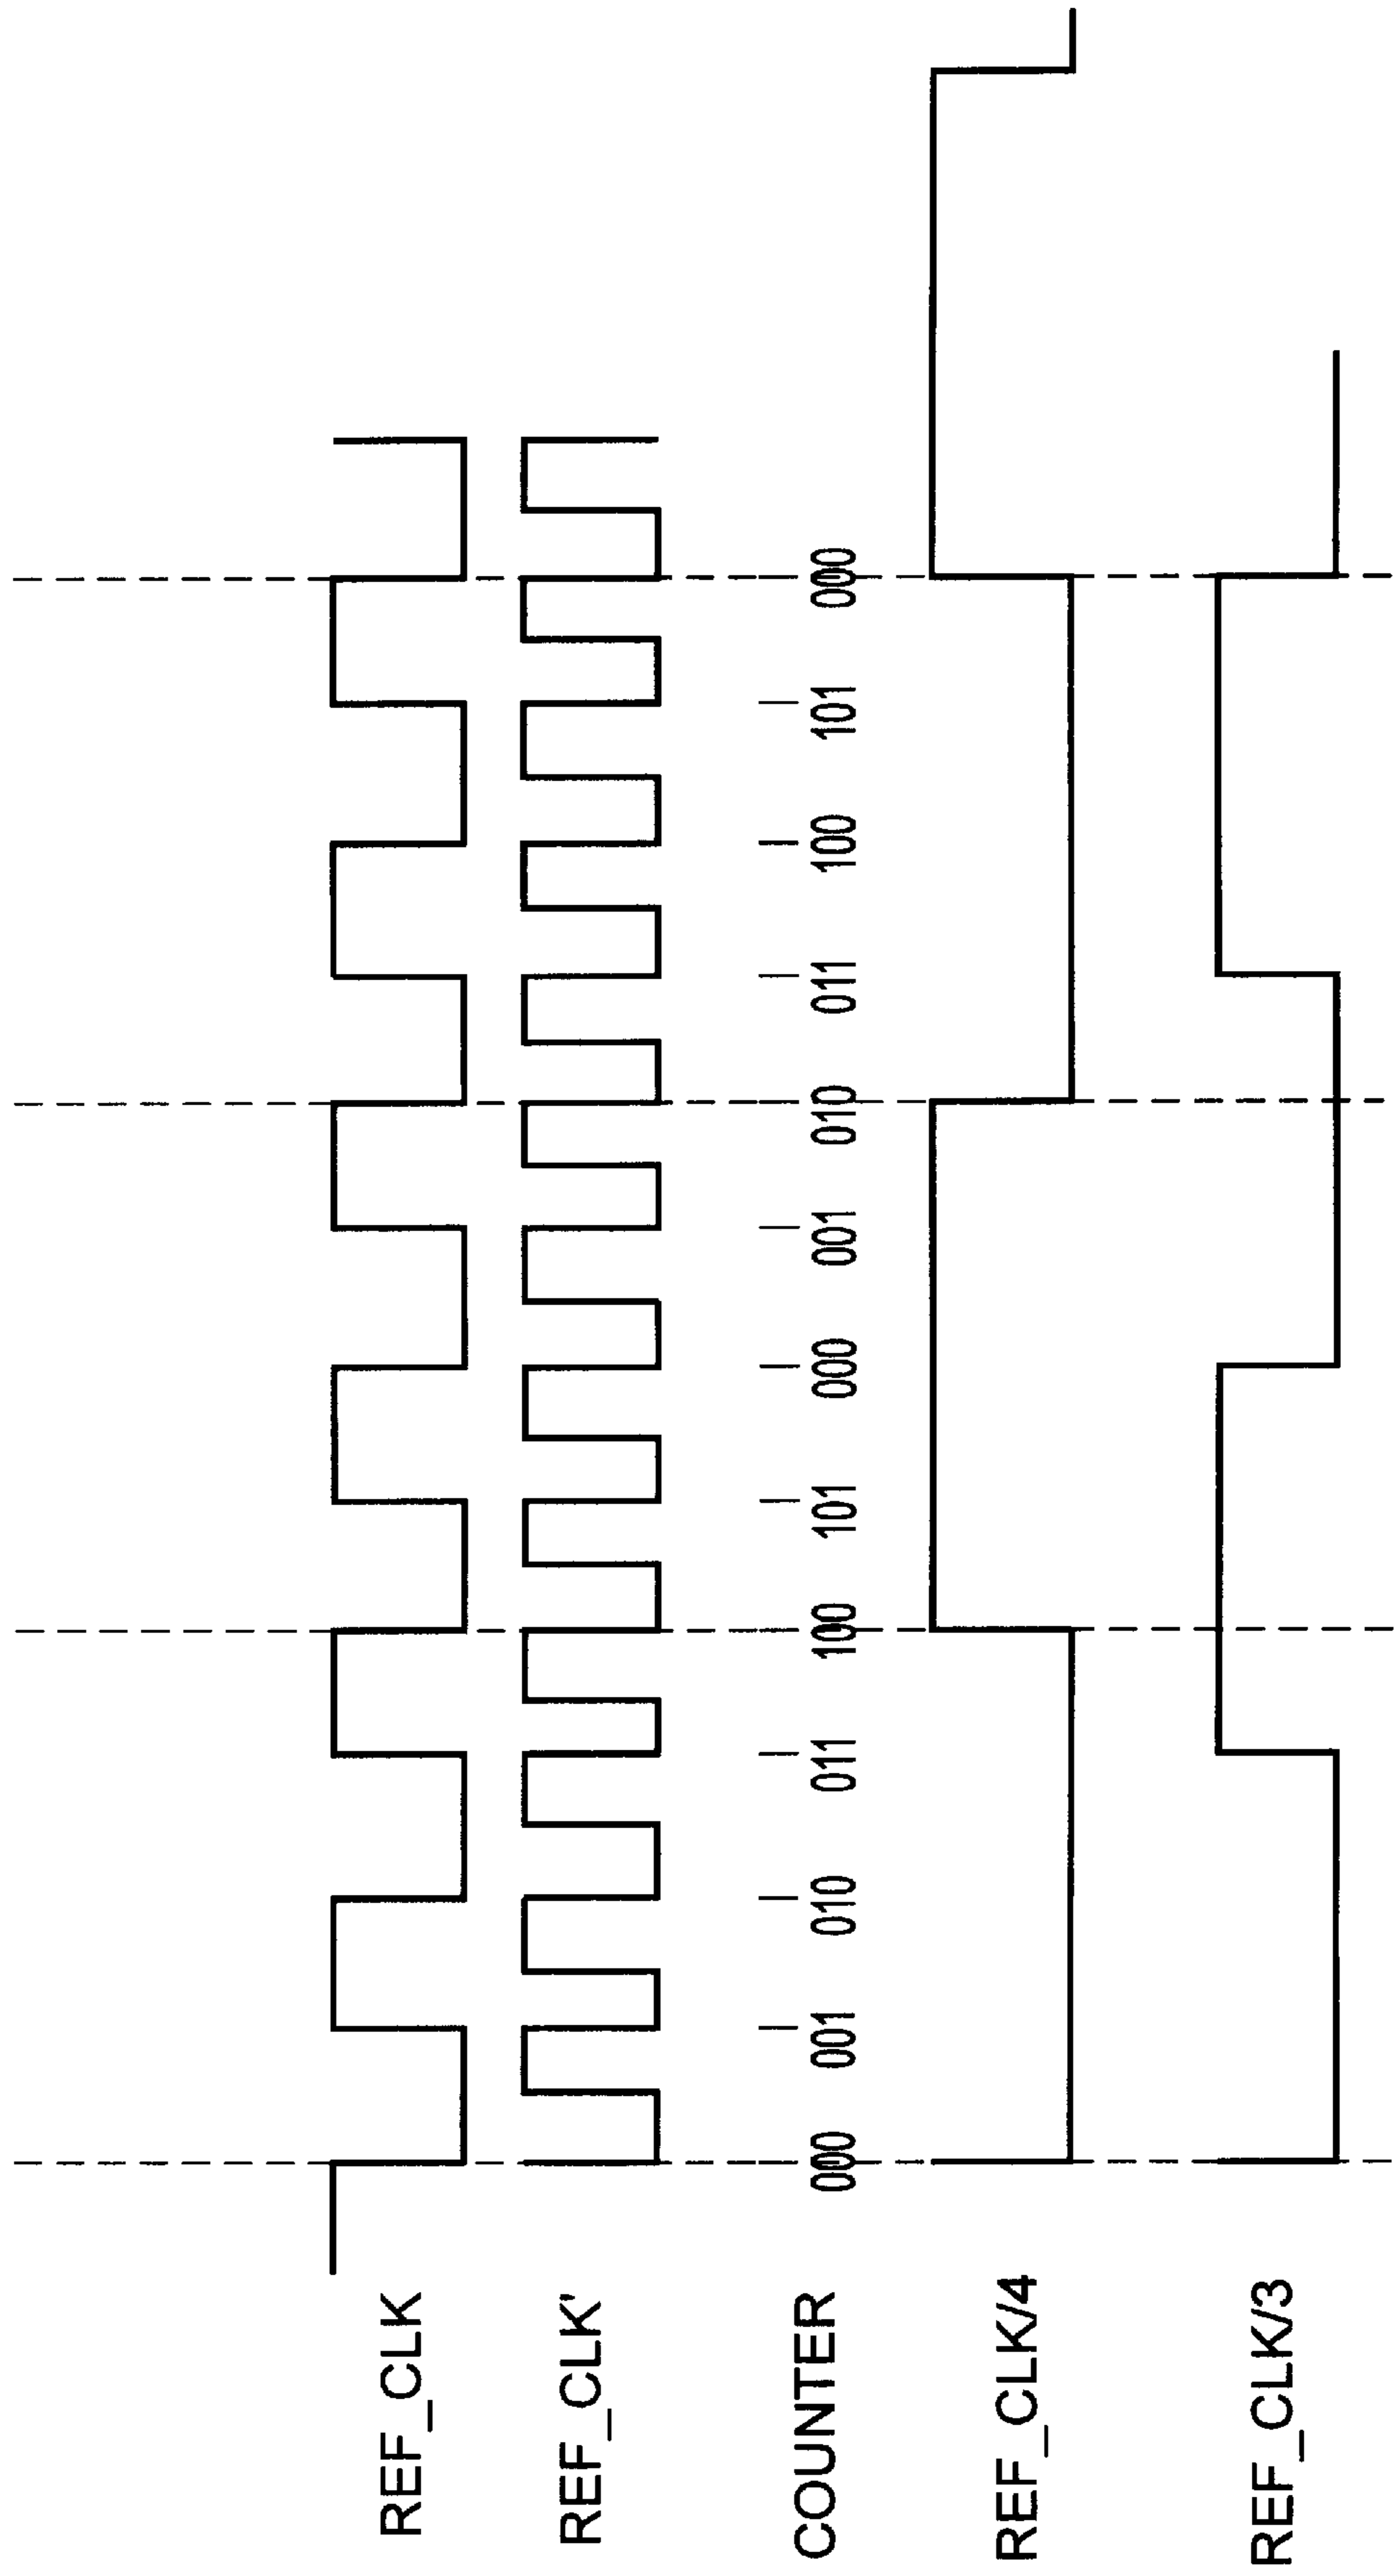 REF_CLK
REF_CLK'
COUNTER 000 001 010 011 100 101 000 001 010 011 100 101 000
REF_CLK/4
REF_CLK/3